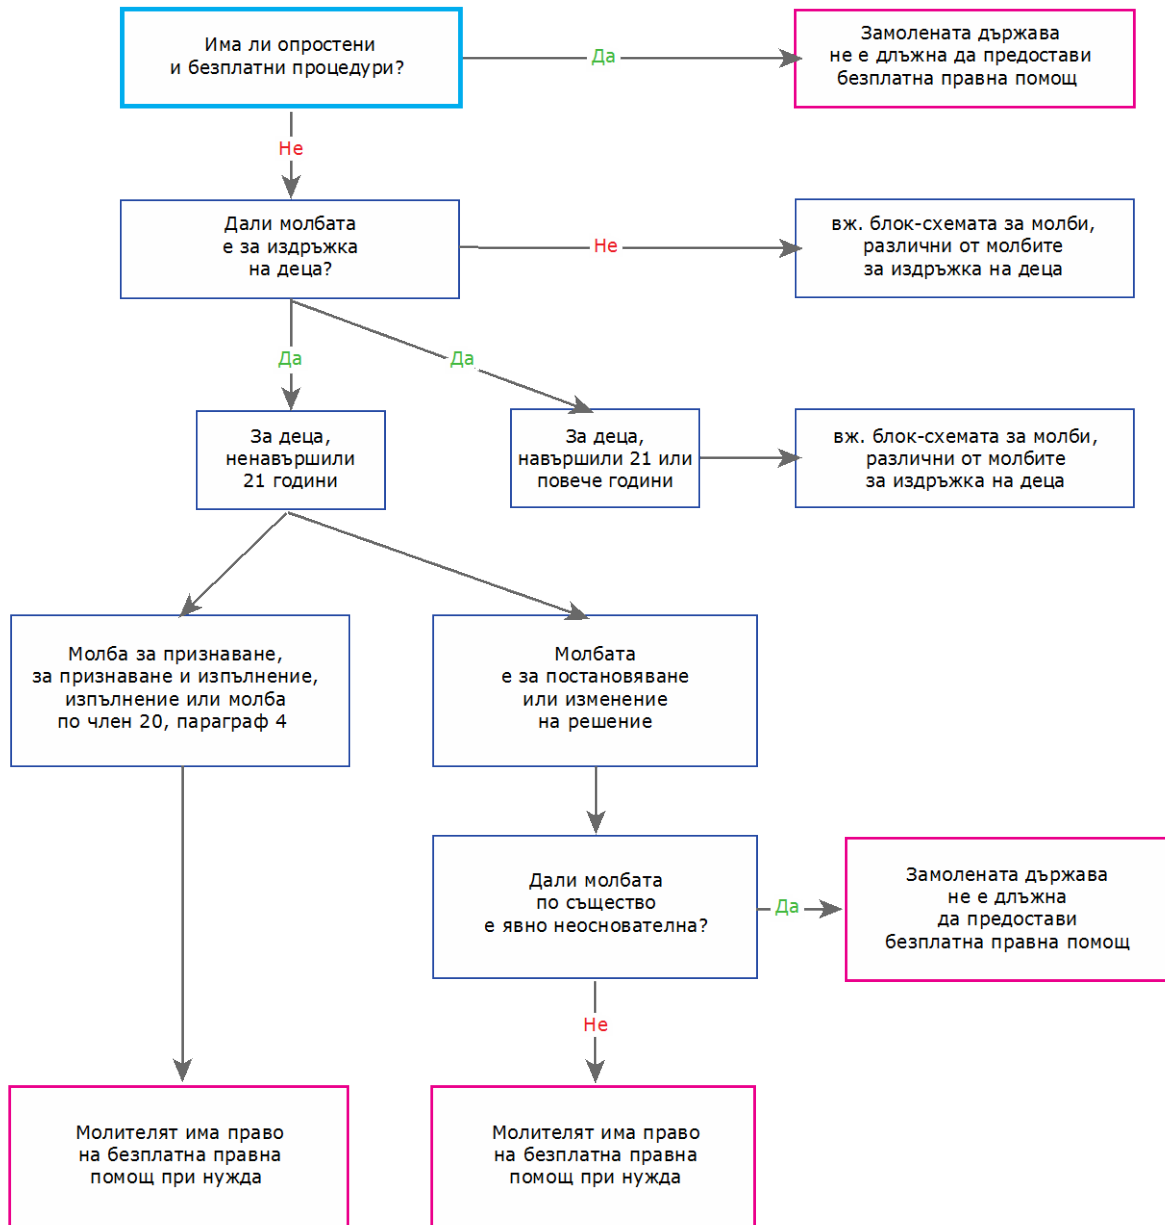 Има ли опростени
и безплатни процедури?
Да
Замолената държава
не е длъжна да предостави
безплатна правна помощ
Не
Дали молбата
е за издръжка
на деца?
Не
вж. блок-схемата за молби,
различни от молбите
за издръжка на деца
Да
Да
За деца,
ненавършили
21 години
За деца,
навършили 21 или
повече години
вж. блок-схемата за молби,
различни от молбите
за издръжка на деца
Молба за признаване,
за признаване и изпълнение,
изпълнение или молба
по член 20, параграф 4
Молбата
е за постановяване
или изменение
на решение
Дали молбата
по същество
е явно неоснователна?
Да
Замолената държава
не е длъжна
да предостави
безплатна правна помощ
Не
Молителят има право
на безплатна правна
помощ при нужда
Молителят има право
на безплатна правна
помощ при нужда